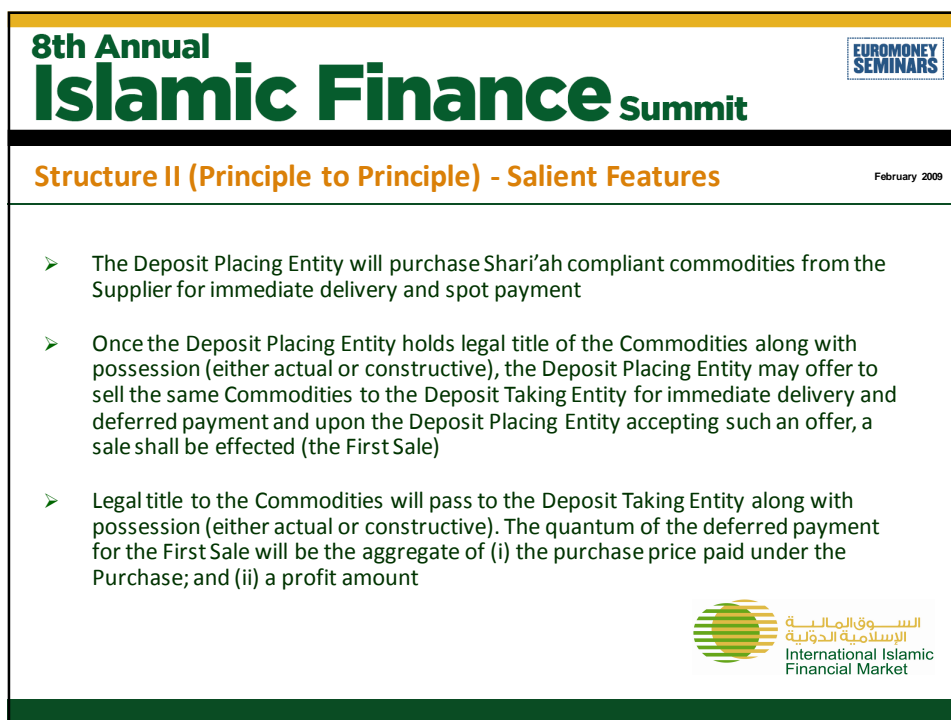 8th Annual
Islamic Finance Summit
EUROMONEY
SEMINARS
Structure II (Principle to Principle) - Salient Features
February 2009
➢ The Deposit Placing Entity will purchase Shari’ah compliant commodities from the
Supplier for immediate delivery and spot payment
➢ Once the Deposit Placing Entity holds legal title of the Commodities along with
possession (either actual or constructive), the Deposit Placing Entity may offer to
sell the same Commodities to the Deposit Taking Entity for immediate delivery and
deferred payment and upon the Deposit Placing Entity accepting such an offer, a
sale shall be effected (the First Sale)
➢ Legal title to the Commodities will pass to the Deposit Taking Entity along with
possession (either actual or constructive). The quantum of the deferred payment
for the First Sale will be the aggregate of (i) the purchase price paid under the
Purchase; and (ii) a profit amount
الســـوق الماليـــة
الإسلامية الدولية
International Islamic
Financial Market